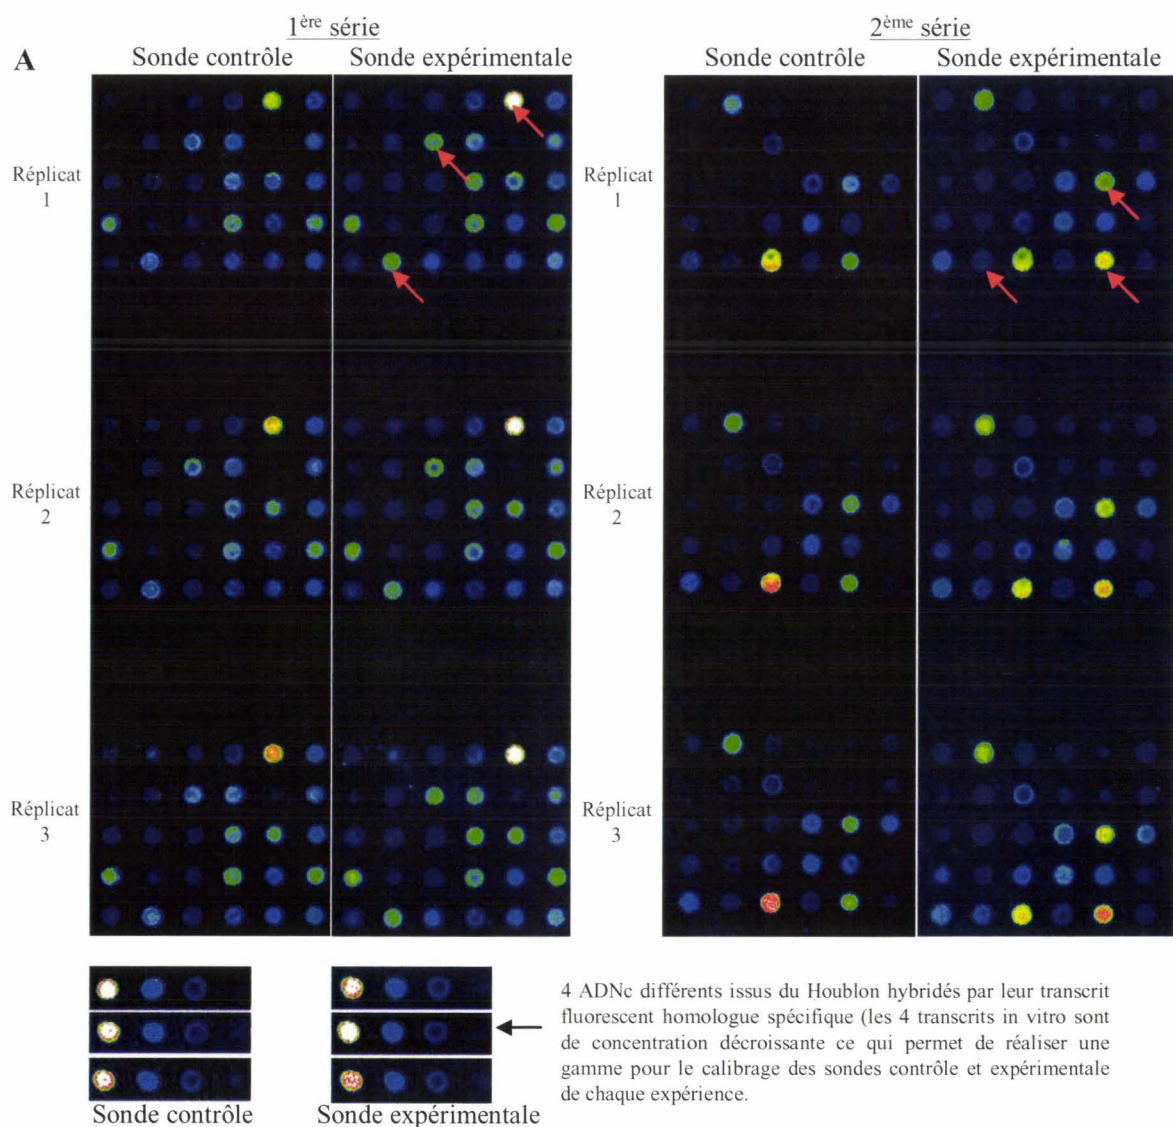 1ère série
2ème série
A
Sonde contrôle
Sonde expérimentale
Sonde contrôle
Sonde expérimentale
Réplicat
1
Réplicat
1
Réplicat
2
Réplicat
2
Réplicat
3
Réplicat
3
4 ADNc différents issus du Houblon hybridés par leur transcrit
fluorescent homologue spécifique (les 4 transcrits in vitro sont
de concentration décroissante ce qui permet de réaliser une
gamme pour le calibrage des sondes contrôle et expérimentale
de chaque expérience.
Sonde contrôle
Sonde expérimentale